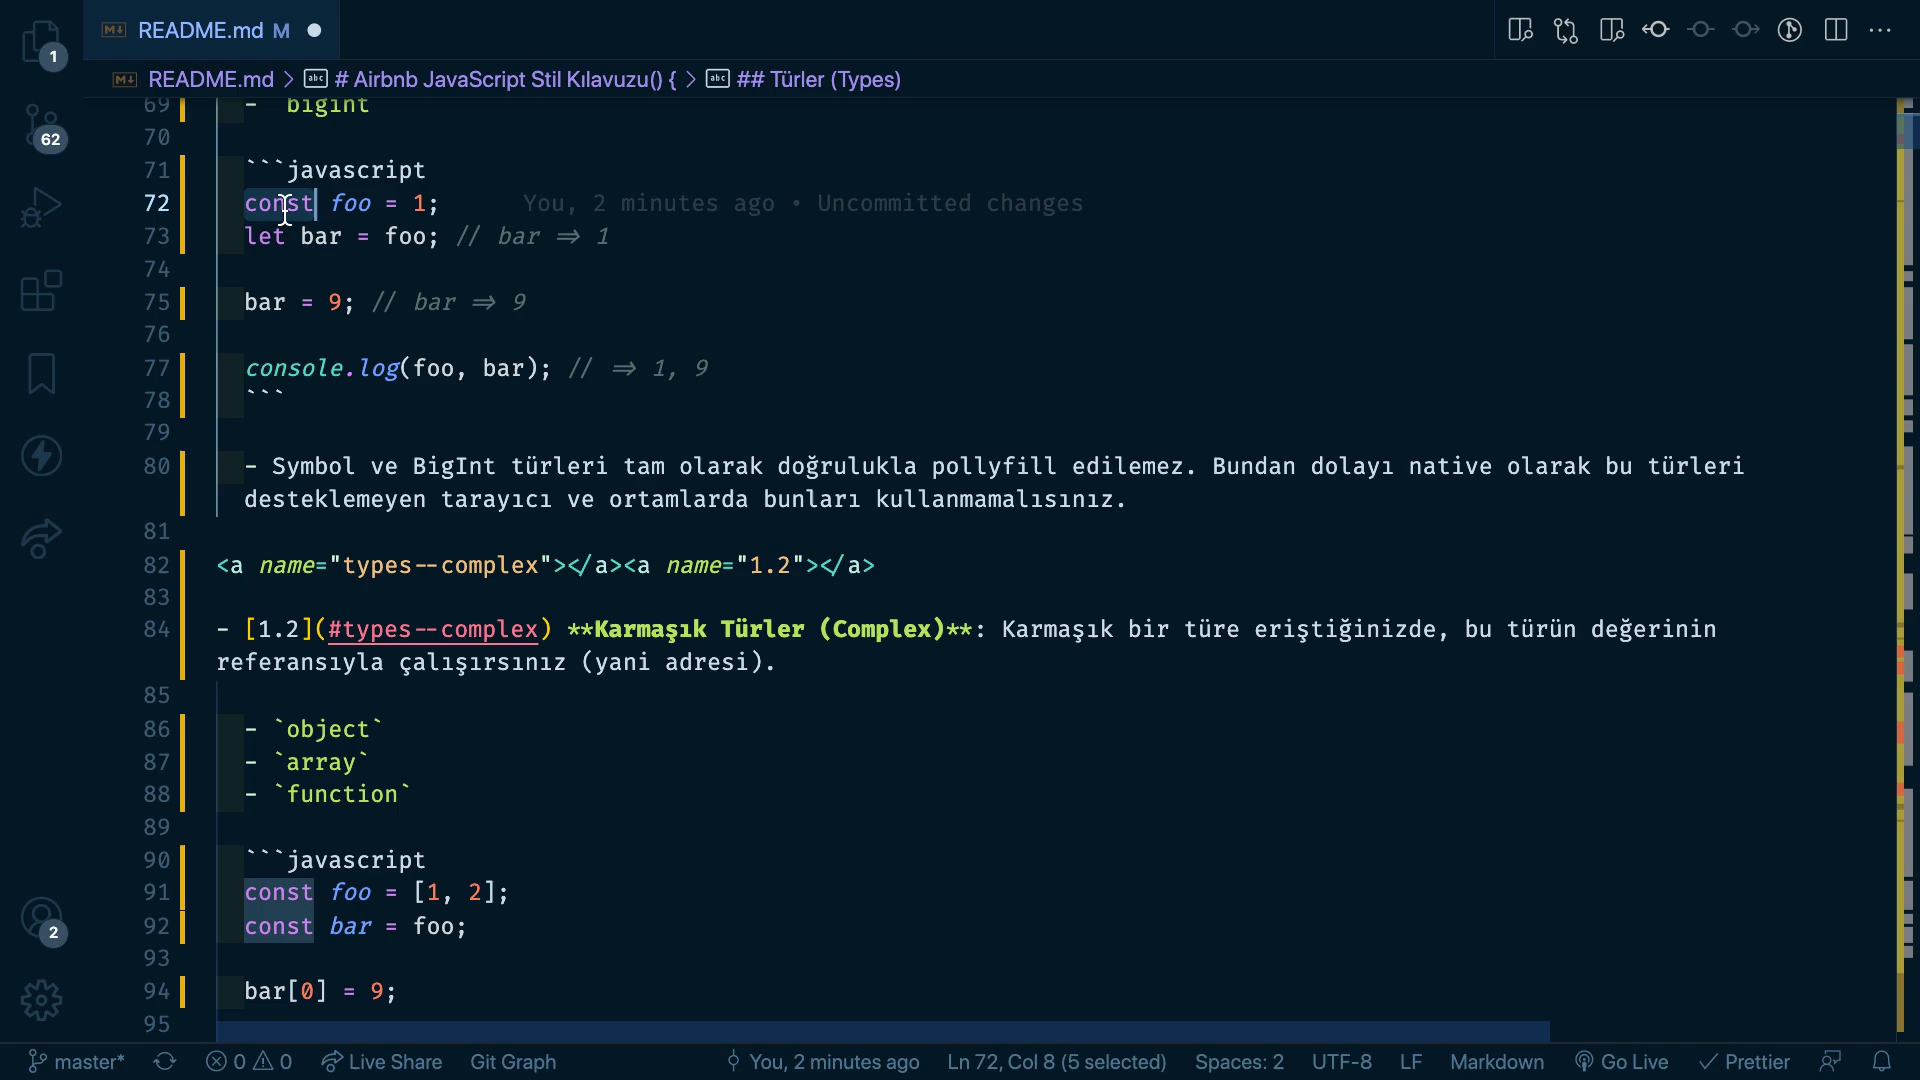 README.md M
README.md > # Airbnb JavaScript Stil Kılavuzu() { > ## Türler (Types)
69 - `bigint`
70
71 ```javascript
72 const foo = 1; You, 2 minutes ago • Uncommitted changes
73 let bar = foo; // bar => 1
74
75 bar = 9; // bar => 9
76
77 console.log(foo, bar); // => 1, 9
78 ```
79
80 - Symbol ve BigInt türleri tam olarak doğrulukla pollyfill edilemez. Bundan dolayı native olarak bu türleri
desteklemeyen tarayıcı ve ortamlarda bunları kullanmamalısınız.
81
82 <a name="types--complex"></a><a name="1.2"></a>
83
84 - [1.2](#types--complex) **Karmaşık Türler (Complex)**: Karmaşık bir türe eriştiğinizde, bu türün değerinin
referansıyla çalışırsınız (yani adresi).
85
86 - `object`
87 - `array`
88 - `function`
89
90 ```javascript
91 const foo = [1, 2];
92 const bar = foo;
93
94 bar[0] = 9;
95
1
62
2
master* 0 0 Live Share Git Graph You, 2 minutes ago Ln 72, Col 8 (5 selected) Spaces: 2 UTF-8 LF Markdown Go Live Prettier